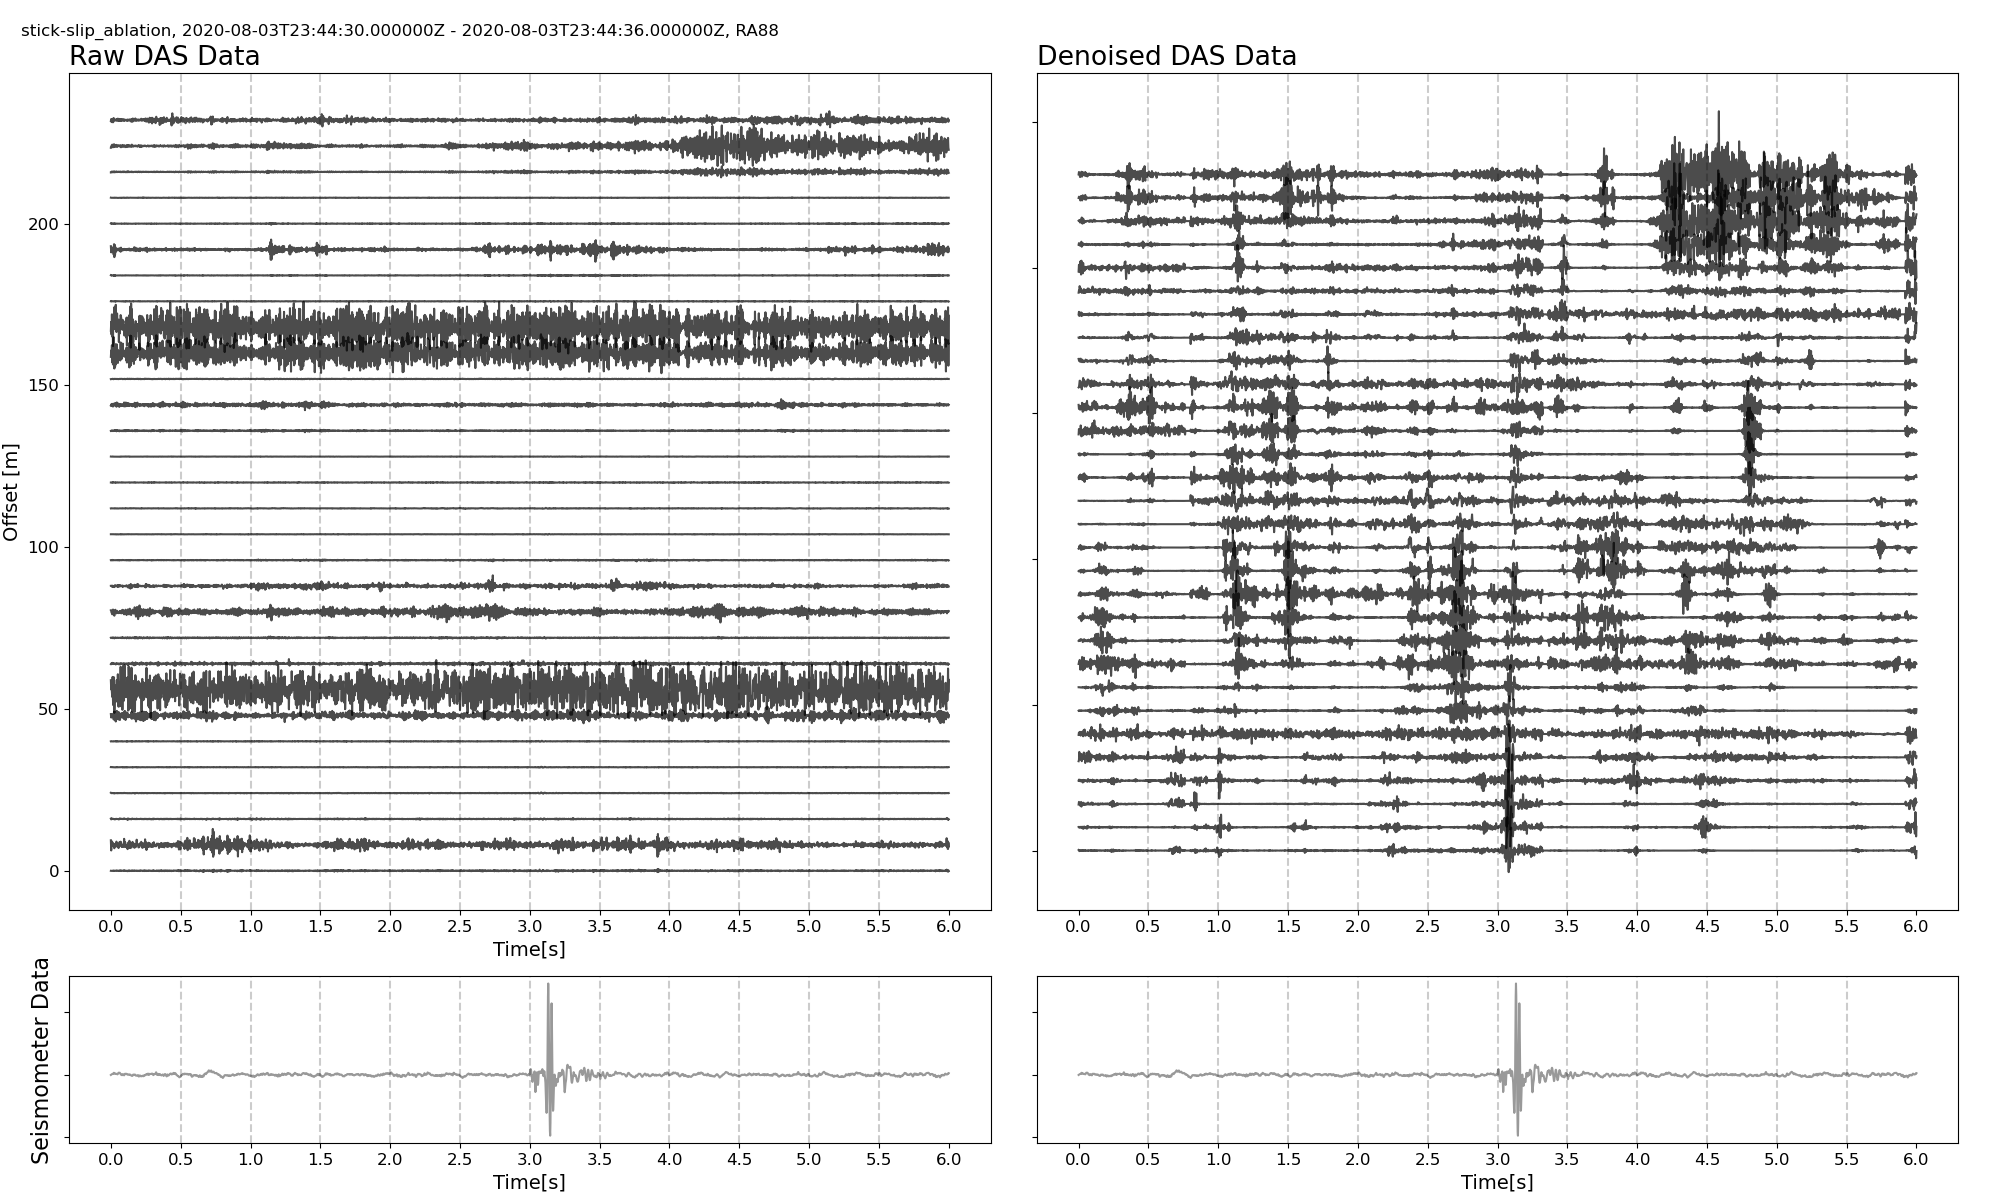 stick-slip_ablation, 2020-08-03T23:44:30.000000Z - 2020-08-03T23:44:36.000000Z, RA88
Raw DAS Data
Denoised DAS Data
Offset [m]
200
150
100
50
0
0.0 0.5 1.0 1.5 2.0 2.5 3.0 3.5 4.0 4.5 5.0 5.5 6.0
Time[s]
0.0 0.5 1.0 1.5 2.0 2.5 3.0 3.5 4.0 4.5 5.0 5.5 6.0
Seismometer Data
0.0 0.5 1.0 1.5 2.0 2.5 3.0 3.5 4.0 4.5 5.0 5.5 6.0
Time[s]
0.0 0.5 1.0 1.5 2.0 2.5 3.0 3.5 4.0 4.5 5.0 5.5 6.0
Time[s]